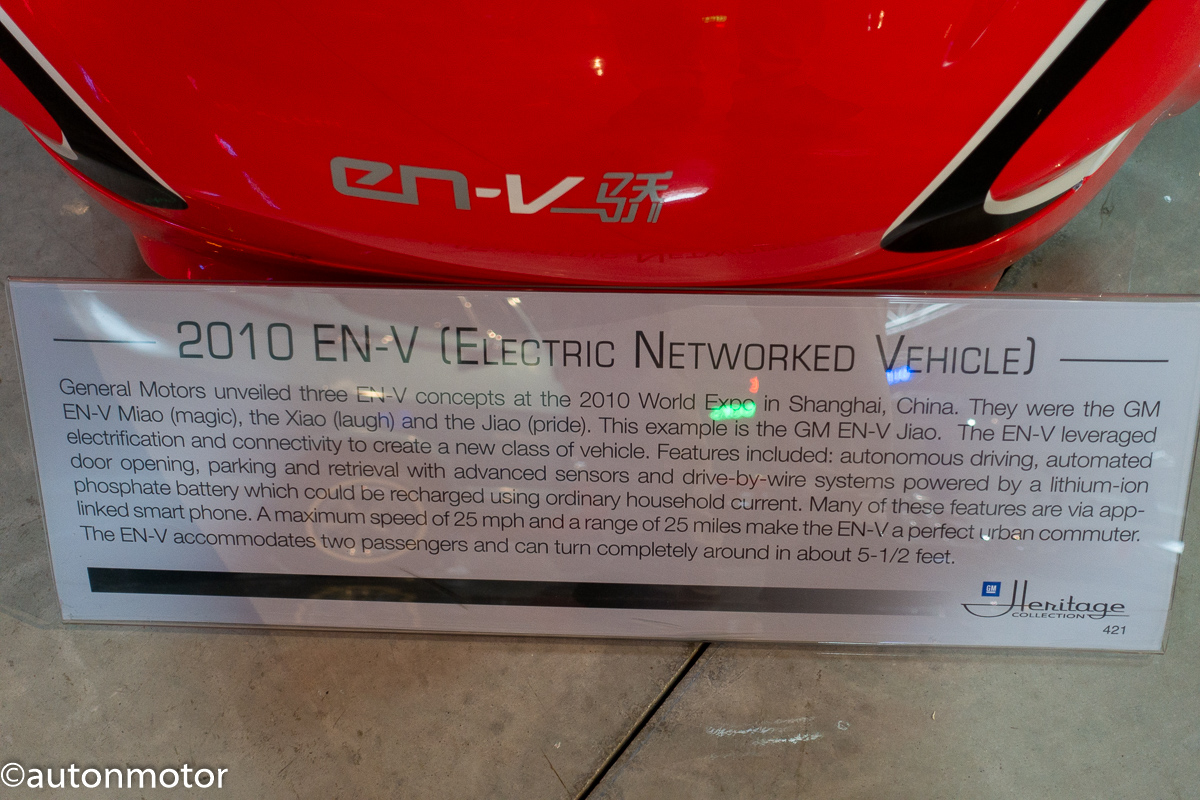 en-v 骄
2010 EN-V (ELECTRIC NETWORKED VEHICLE)
General Motors unveiled three EN-V concepts at the 2010 World Expo in Shanghai, China. They were the GM
EN-V Miao (magic), the Xiao (laugh) and the Jiao (pride). This example is the GM EN-V Jiao. The EN-V leveraged
electrification and connectivity to create a new class of vehicle. Features included: autonomous driving, automated
door opening, parking and retrieval with advanced sensors and drive-by-wire systems powered by a lithium-ion
phosphate battery which could be recharged using ordinary household current. Many of these features are via app-
linked smart phone. A maximum speed of 25 mph and a range of 25 miles make the EN-V a perfect urban commuter.
The EN-V accommodates two passengers and can turn completely around in about 5-1/2 feet.
GM Heritage
COLLECTION
421
©autonmotor